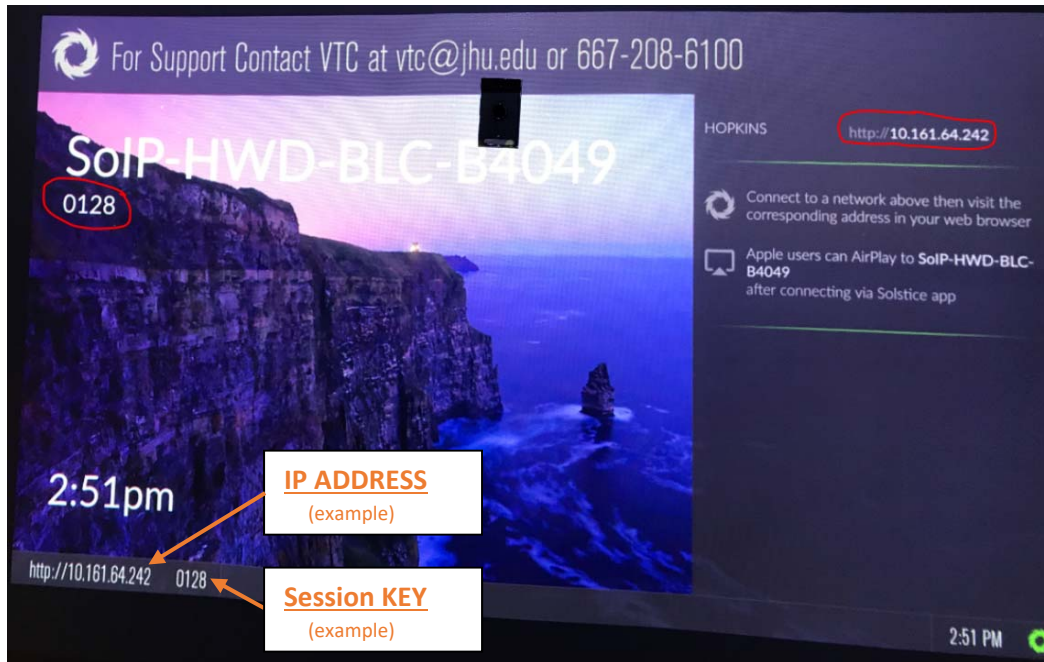 For Support Contact VTC at vtc@jhu.edu or 667-208-6100
SoIP-HWD-BLC-B4049
0128
2:51pm
http://10.161.64.242 0128
HOPKINS http://10.161.64.242
Connect to a network above then visit the
corresponding address in your web browser
Apple users can AirPlay to SoIP-HWD-BLC-
B4049
after connecting via Solstice app
IP ADDRESS
(example)
Session KEY
(example)
2:51 PM